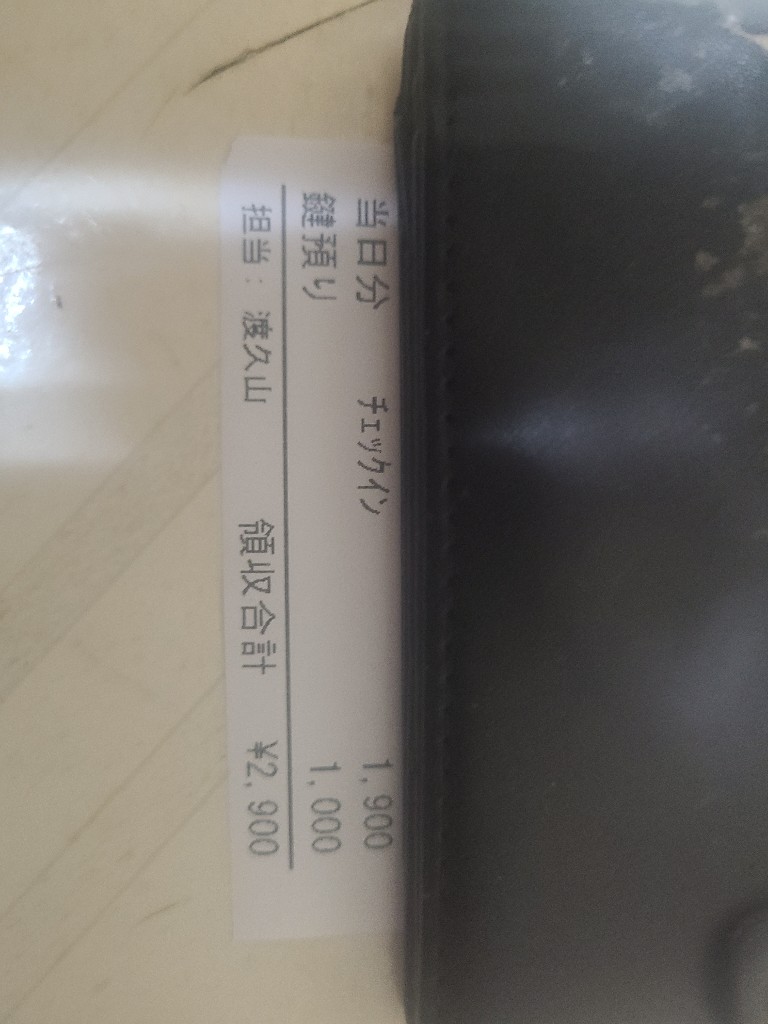 当日分 ﾁｪｯｸｲﾝ 1,900
鍵預り 1,000
担当: 渡久山 領収合計 ¥2,900